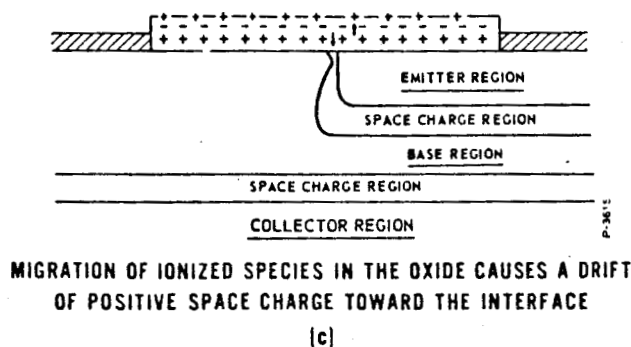 EMITTER REGION
SPACE CHARGE REGION
BASE REGION
SPACE CHARGE REGION
COLLECTOR REGION
P-3615
MIGRATION OF IONIZED SPECIES IN THE OXIDE CAUSES A DRIFT
OF POSITIVE SPACE CHARGE TOWARD THE INTERFACE
(c)